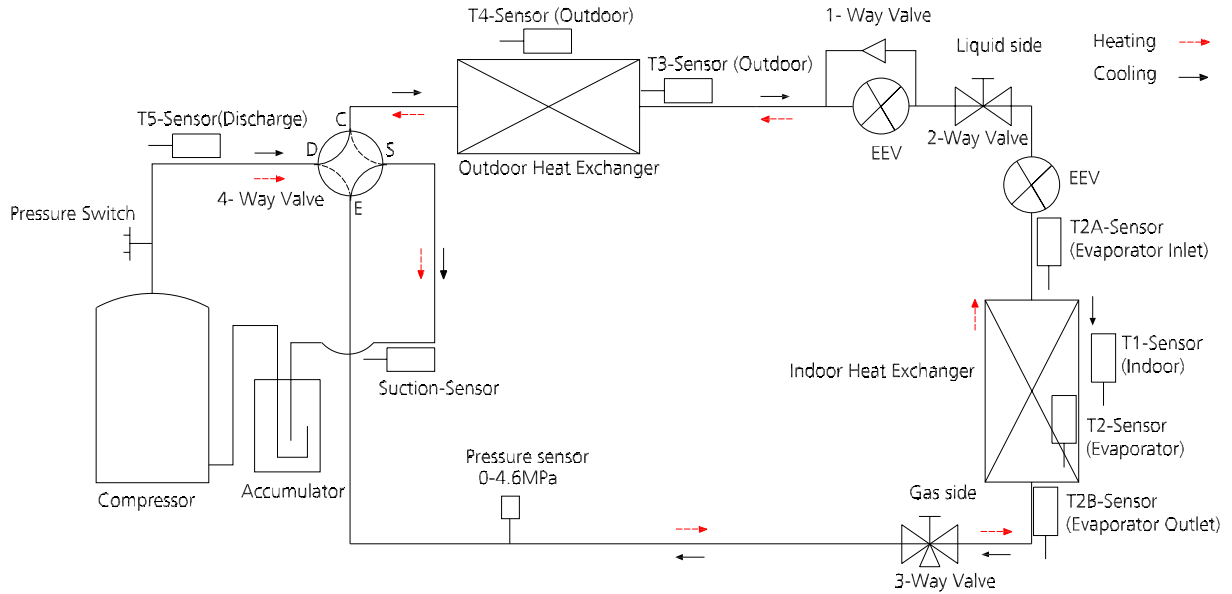 T4-Sensor (Outdoor)
1- Way Valve
Liquid side
Heating
Cooling
T3-Sensor (Outdoor)
T5-Sensor(Discharge)
C
D
S
E
4- Way Valve
Outdoor Heat Exchanger
EEV
2-Way Valve
EEV
Pressure Switch
T2A-Sensor
(Evaporator Inlet)
T1-Sensor
(Indoor)
Indoor Heat Exchanger
Suction-Sensor
T2-Sensor
(Evaporator)
Pressure sensor
0-4.6MPa
Compressor
Accumulator
Gas side
T2B-Sensor
(Evaporator Outlet)
3-Way Valve